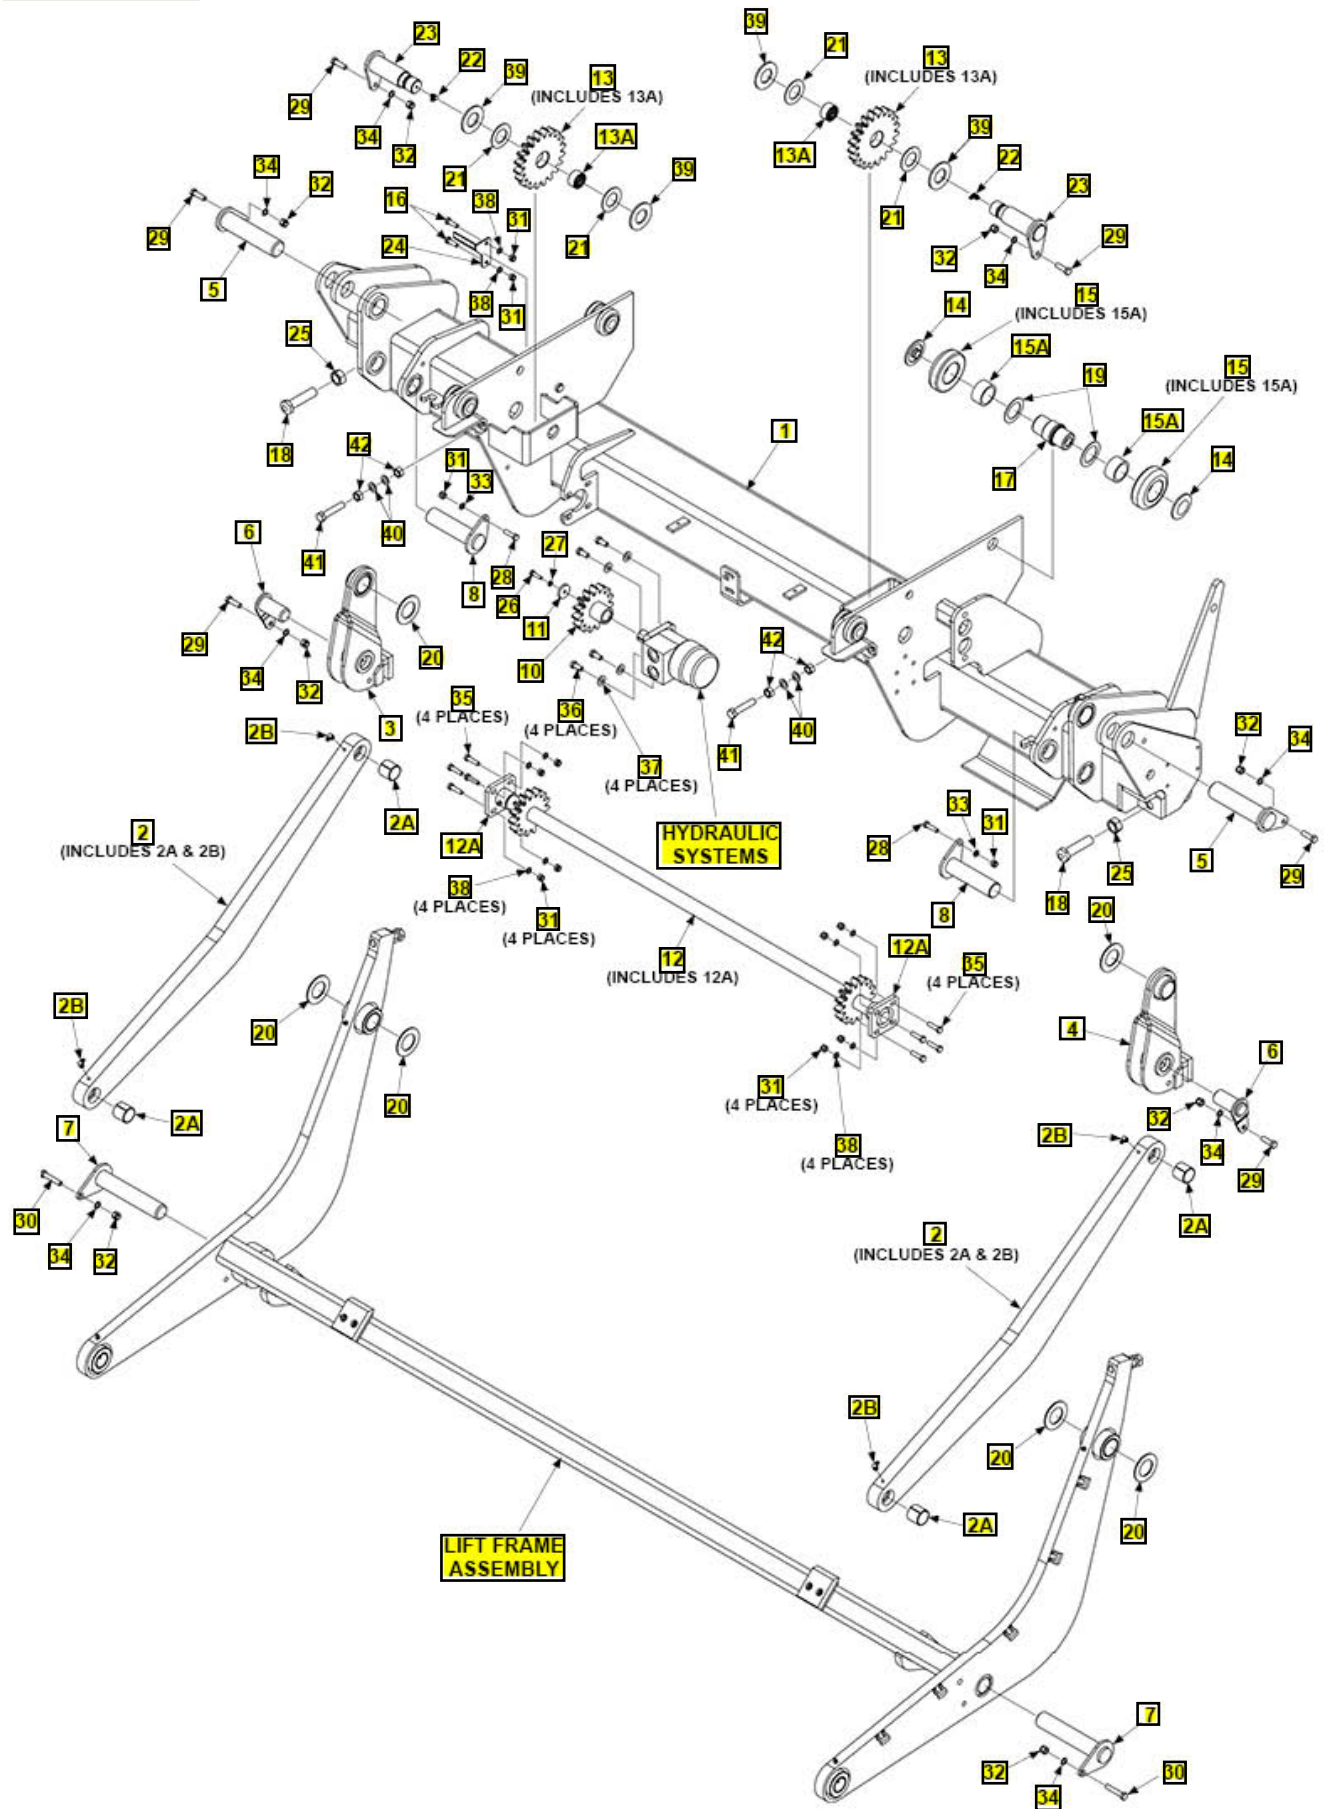 39
23
21
13
(INCLUDES 13A)
22
39
13
(INCLUDES 13A)
29
34
32
13A
13A
39
21
39
22
34
32
21
23
16
38
31
21
29
29
24
32
34
5
38
31
15
(INCLUDES 15A)
14
25
15A
15
(INCLUDES 15A)
19
15A
18
42
1
31
33
17
14
40
41
6
27
28
8
26
11
29
20
10
42
34
32
35
(4 PLACES)
36
(4 PLACES)
3
40
41
2B
37
(4 PLACES)
32
34
2A
2
(INCLUDES 2A & 2B)
12A
HYDRAULIC
SYSTEMS
33
31
28
5
25
29
38
(4 PLACES)
31
(4 PLACES)
8
18
20
12A
12
(INCLUDES 12A)
35
(4 PLACES)
2B
20
4
6
20
31
(4 PLACES)
2A
7
32
34
2B
38
(4 PLACES)
29
30
34
32
2A
2
(INCLUDES 2A & 2B)
2B
20
2A
20
LIFT FRAME
ASSEMBLY
7
32
34
30